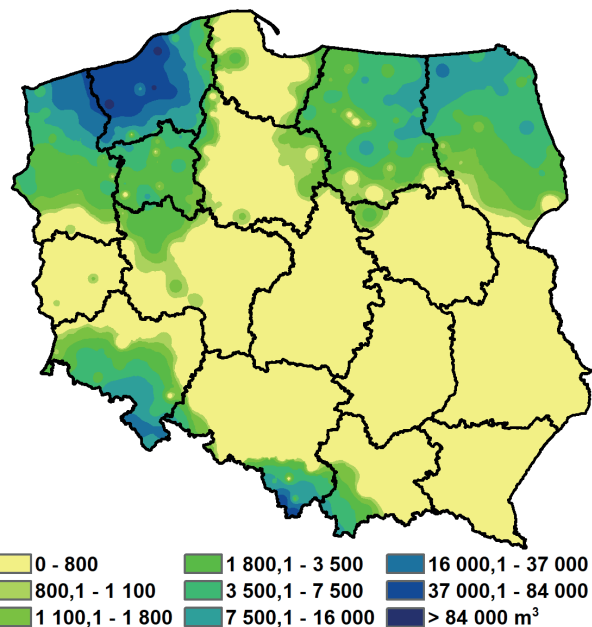 0 - 800
1 800,1 - 3 500
16 000,1 - 37 000
800,1 - 1 100
3 500,1 - 7 500
37 000,1 - 84 000
1 100,1 - 1 800
7 500,1 - 16 000
> 84 000 m³